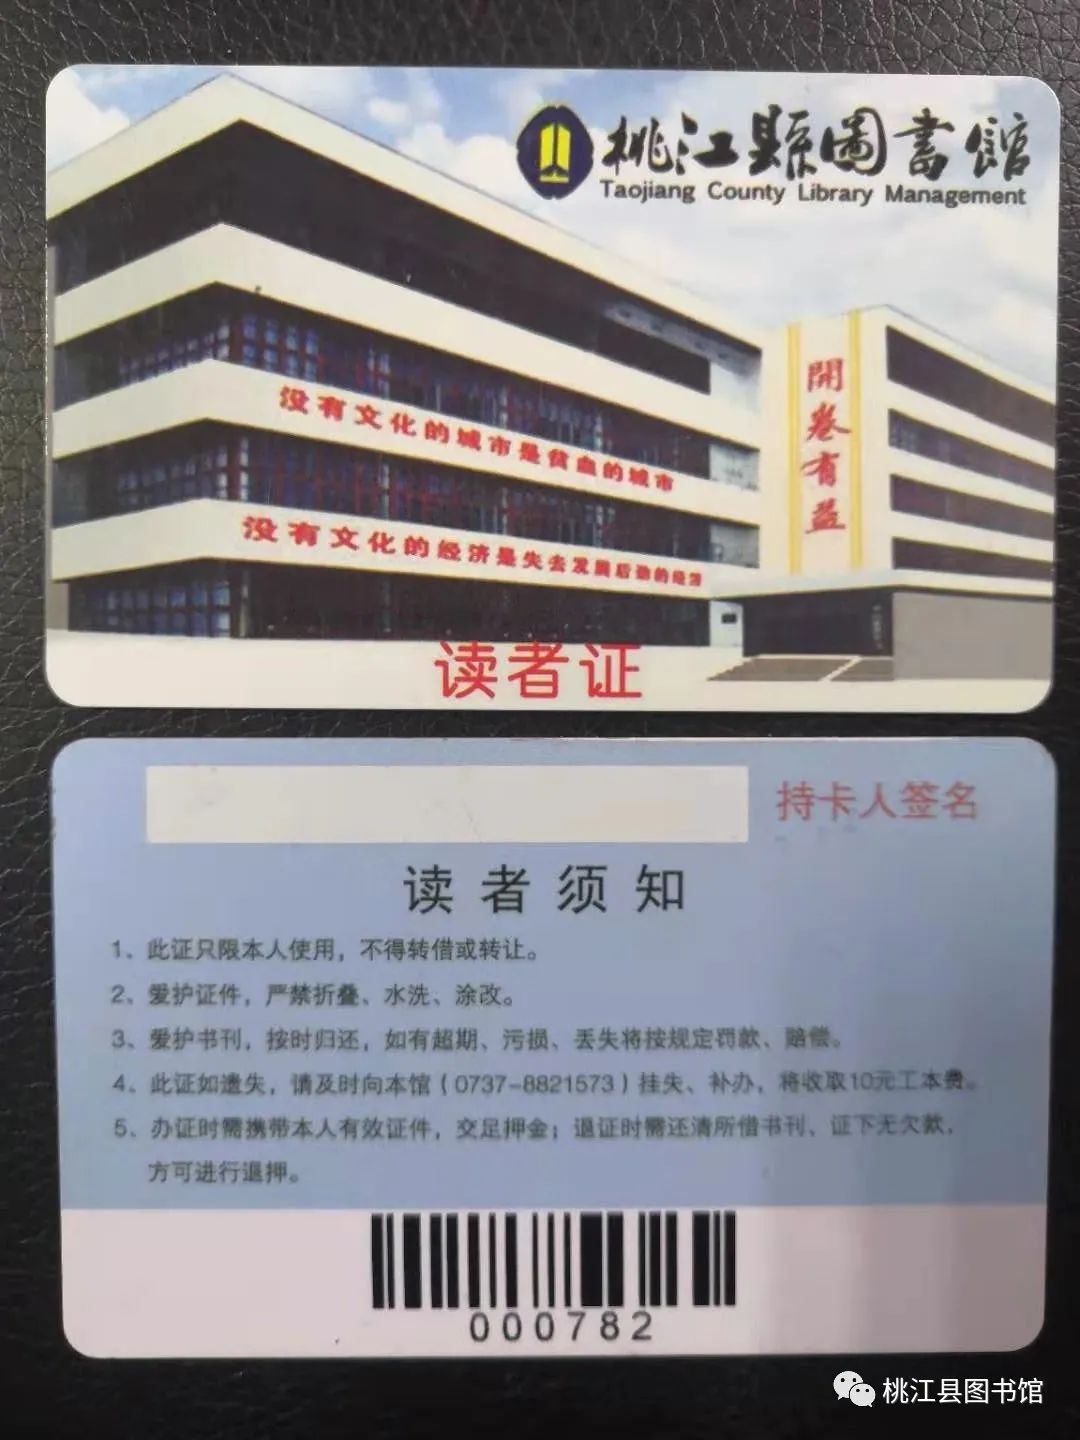 桃江縣圖書館
Taojiang County Library Management
開卷有益
没有文化的城市是贫血的城市
没有文化的经济是失去发展后劲的经济
读者证
持卡人签名
读者须知
1、此证只限本人使用，不得转借或转让。
2、爱护证件，严禁折叠、水洗、涂改。
3、爱护书刊，按时归还，如有超期、污损、丢失将按规定罚款、赔偿。
4、此证如遗失，请及时向本馆（0737-8821573）挂失、补办，将收取10元工本费。
5、办证时需携带本人有效证件，交足押金；退证时需还清所借书刊、证下无欠款，
方可进行退押。
000782
桃江县图书馆